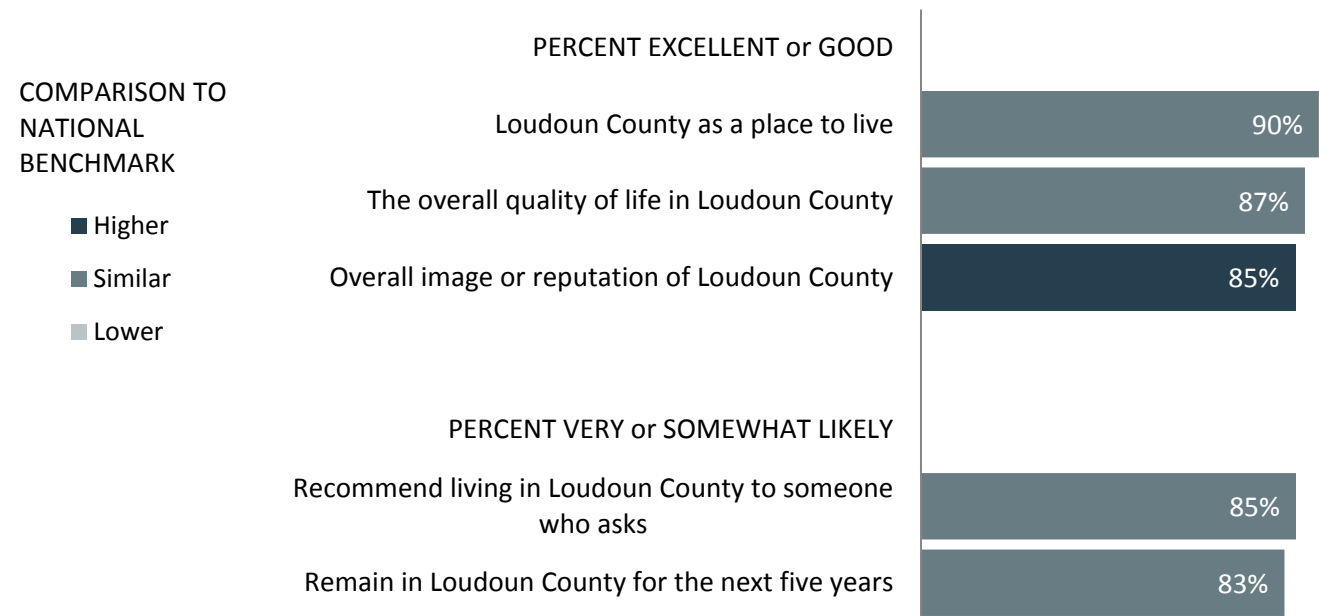 PERCENT EXCELLENT or GOOD
COMPARISON TO
NATIONAL
BENCHMARK
Higher
Similar
Lower
Loudoun County as a place to live
90%
The overall quality of life in Loudoun County
87%
Overall image or reputation of Loudoun County
85%
PERCENT VERY or SOMEWHAT LIKELY
Recommend living in Loudoun County to someone
who asks
85%
Remain in Loudoun County for the next five years
83%